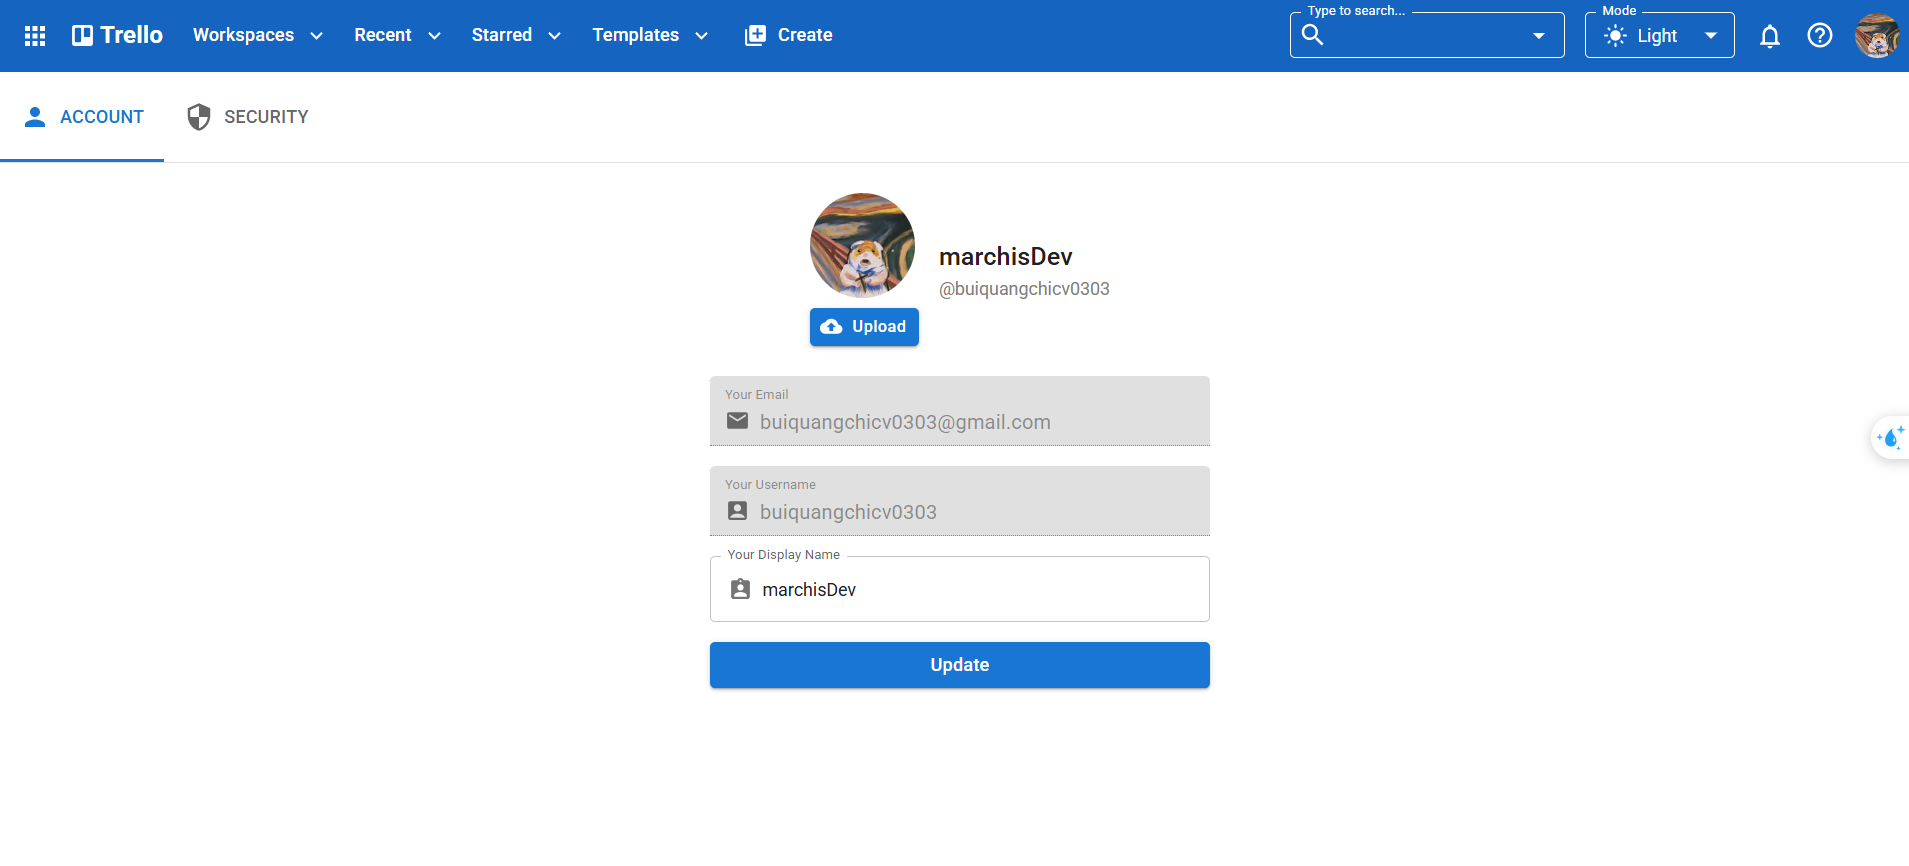 Trello Workspaces Recent Starred Templates Create Type to search... Mode Light
ACCOUNT SECURITY
marchisDev
@buiquangchicv0303
Upload
Your Email
buiquangchicv0303@gmail.com
Your Username
buiquangchicv0303
Your Display Name
marchisDev
Update